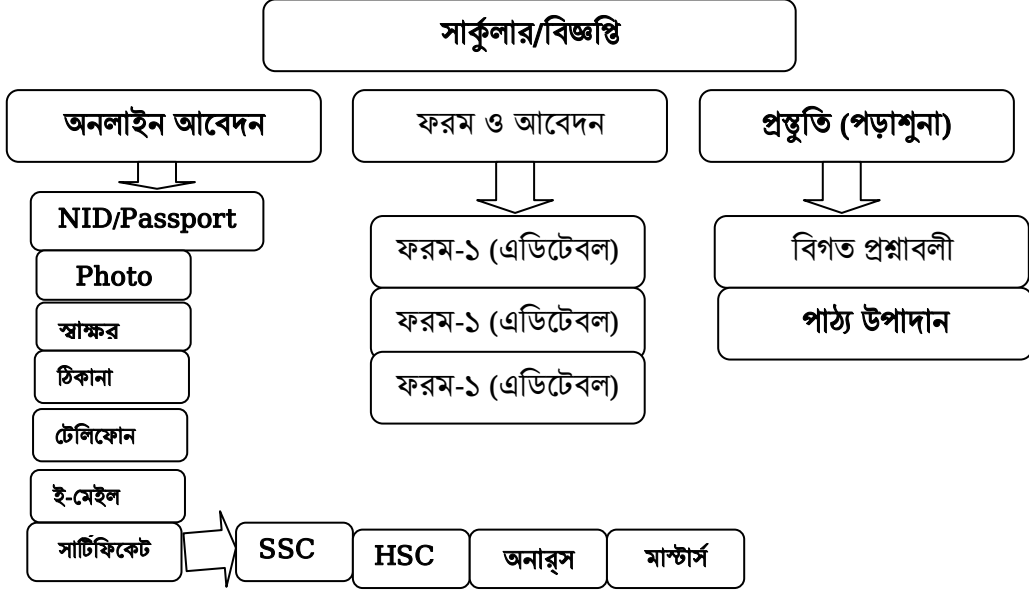 সার্কুলার/বিজ্ঞপ্তি
অনলাইন আবেদন
ফরম ও আবেদন
প্রস্তুতি (পড়াশুনা)
NID/Passport
Photo
স্বাক্ষর
ঠিকানা
টেলিফোন
ই-মেইল
সার্টিফিকেট
SSC
HSC
অনার্‌স
মাস্টার্স
ফরম-১ (এডিটেবল)
ফরম-১ (এডিটেবল)
ফরম-১ (এডিটেবল)
বিগত প্রশ্নাবলী
পাঠ্য উপাদান